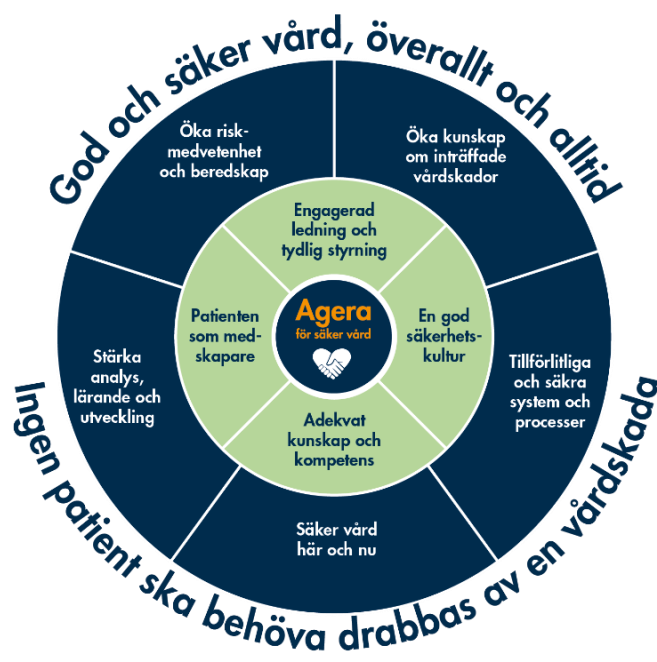 God och säker vård, överallt och alltid
Öka risk-
medvetenhet
och beredskap
Öka kunskap
om inträffade
vårdskador
Engagerad
ledning och
tydlig styrning
Patienten
som med-
skapare
Agera
för säker vård
En god
säkerhets-
kultur
Stärka
analys,
lärande och
utveckling
Tillförlitliga
och säkra
system och
processer
Adekvat
kunskap och
kompetens
Säker vård
här och nu
Ingen patient ska behöva drabbas av en vårdskada